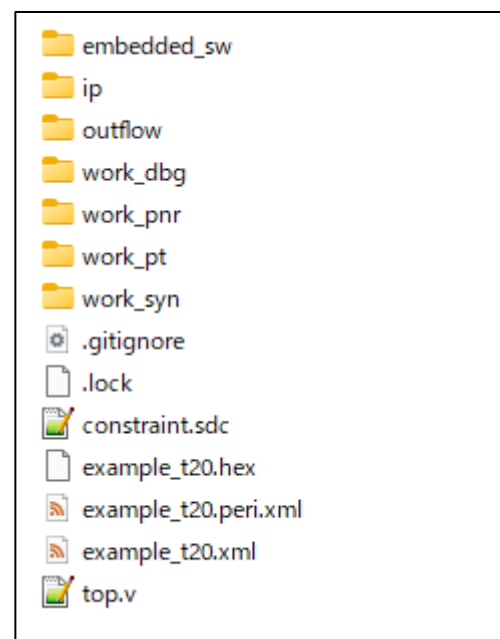 embedded_sw
ip
outflow
work_dbg
work_pnr
work_pt
work_syn
.gitignore
.lock
constraint.sdc
example_t20.hex
example_t20.peri.xml
example_t20.xml
top.v